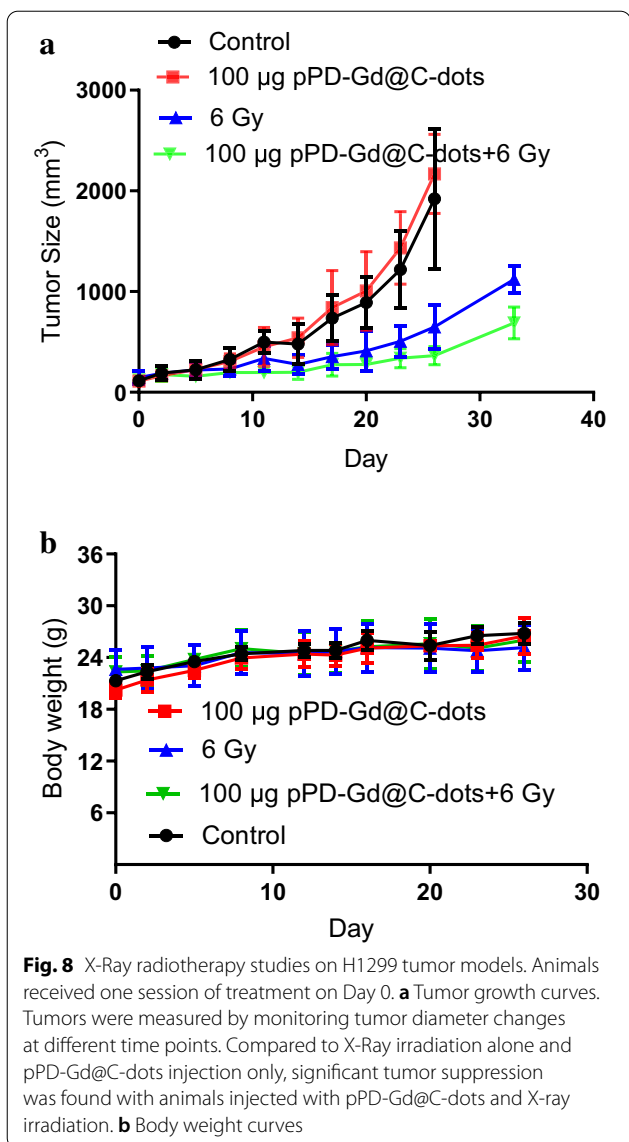 a
Control
100 µg pPD-Gd@C-dots
6 Gy
100 µg pPD-Gd@C-dots+6 Gy
Tumor Size (mm³)
3000
2000
1000
0
0
10
20
30
40
Day
b
Body weight (g)
36
30
24
18
12
6
100 µg pPD-Gd@C-dots
6 Gy
100 µg pPD-Gd@C-dots+6 Gy
Control
0
10
20
30
Day
Fig. 8 X-Ray radiotherapy studies on H1299 tumor models. Animals
received one session of treatment on Day 0. a Tumor growth curves.
Tumors were measured by monitoring tumor diameter changes
at different time points. Compared to X-Ray irradiation alone and
pPD-Gd@C-dots injection only, significant tumor suppression
was found with animals injected with pPD-Gd@C-dots and X-ray
irradiation. b Body weight curves